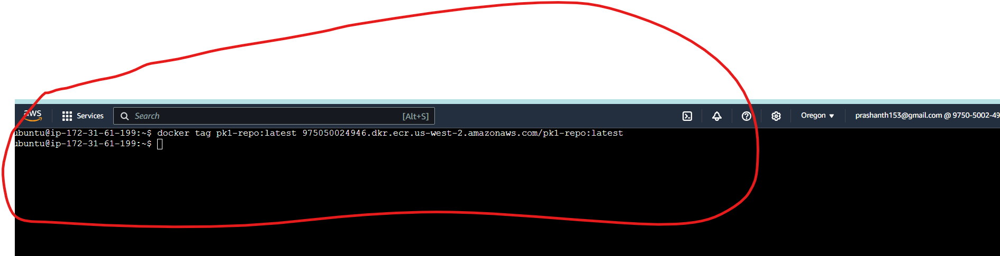 aws Services Search [Alt+S] Oregon prashanth153@gmail.com @ 9750-5002-49
ubuntu@ip-172-31-61-199:~$ docker tag pk1-repo:latest 975050024946.dkr.ecr.us-west-2.amazonaws.com/pk1-repo:latest
ubuntu@ip-172-31-61-199:~$